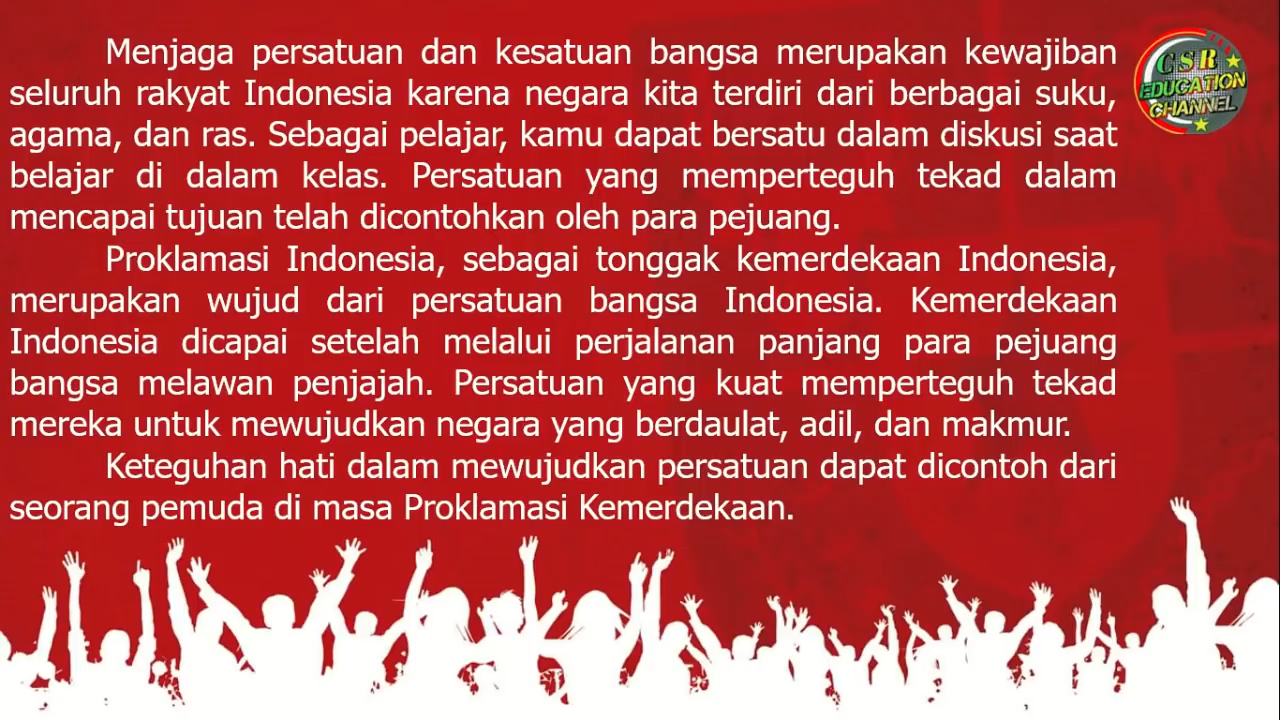 Menjaga persatuan dan kesatuan bangsa merupakan kewajiban
seluruh rakyat Indonesia karena negara kita terdiri dari berbagai suku,
agama, dan ras. Sebagai pelajar, kamu dapat bersatu dalam diskusi saat
belajar di dalam kelas. Persatuan yang memperteguh tekad dalam
mencapai tujuan telah dicontohkan oleh para pejuang.
Proklamasi Indonesia, sebagai tonggak kemerdekaan Indonesia,
merupakan wujud dari persatuan bangsa Indonesia. Kemerdekaan
Indonesia dicapai setelah melalui perjalanan panjang para pejuang
bangsa melawan penjajah. Persatuan yang kuat memperteguh tekad
mereka untuk mewujudkan negara yang berdaulat, adil, dan makmur.
Keteguhan hati dalam mewujudkan persatuan dapat dicontoh dari
seorang pemuda di masa Proklamasi Kemerdekaan.
CSR
EDUCATION
CHANNEL